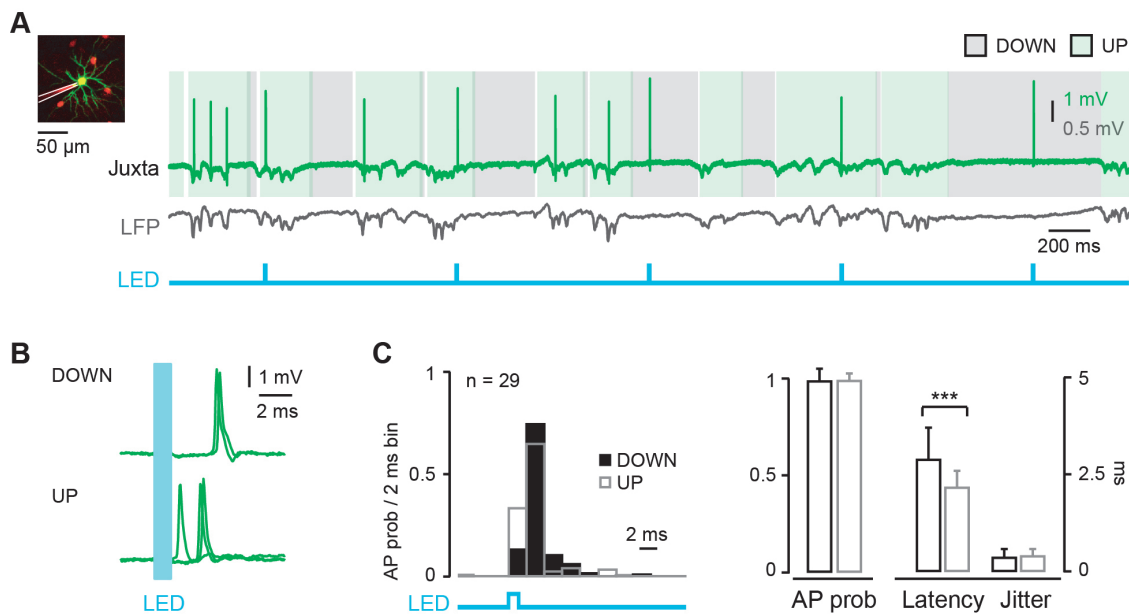 A
DOWN UP
50 µm
1 mV
0.5 mV
Juxta
LFP
200 ms
LED
B
DOWN
1 mV
2 ms
UP
LED
C
AP prob / 2 ms bin
1
0.5
0
n = 29
DOWN
UP
2 ms
LED
1
0.5
0
***
5
2.5
0
ms
AP prob Latency Jitter